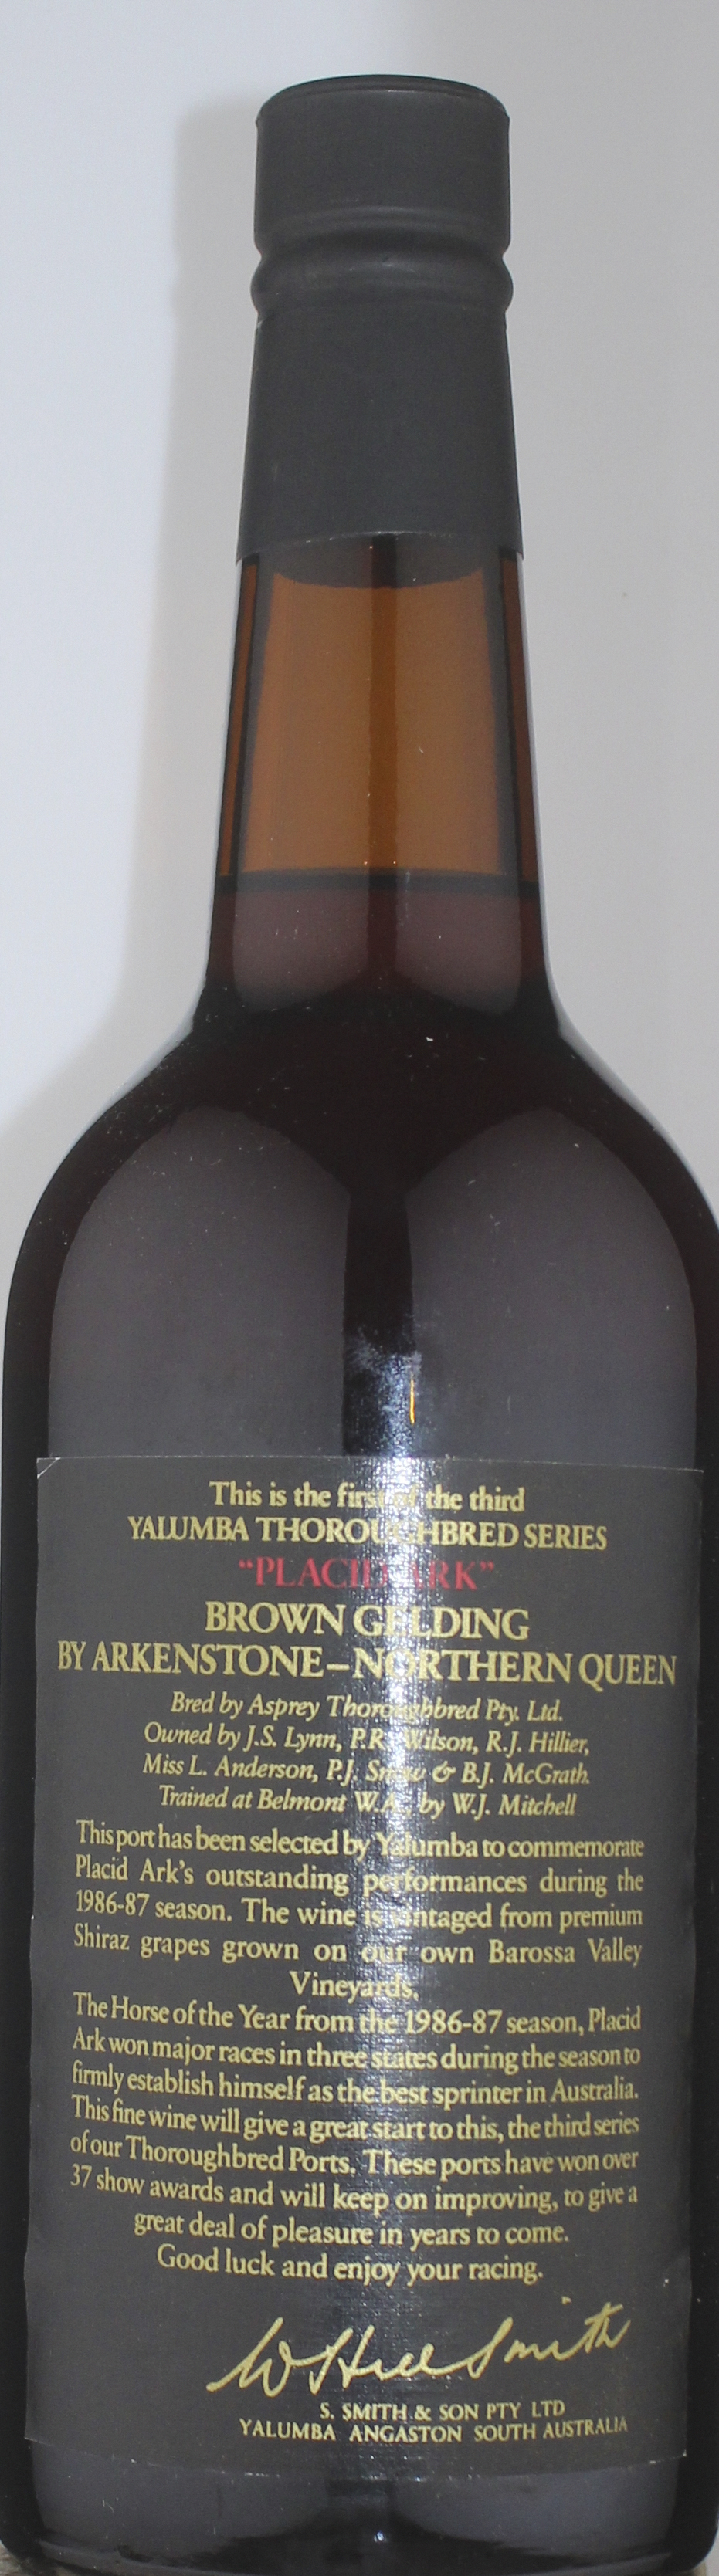 This is the first of the third
YALUMBA THOROUGHBRED SERIES
"PLACID ARK"
BROWN GELDING
BY ARKENSTONE–NORTHERN QUEEN
Bred by Asprey Thoroughbred Pty. Ltd.
Owned by J.S. Lynn, P.R. Wilson, R.J. Hillier,
Miss L. Anderson, P.J. & B.J. McGrath.
Trained at Belmont W.A. by W.J. Mitchell
This port has been selected by Yalumba to commemorate
Placid Ark's outstanding performances during the
1986-87 season. The wine is vintaged from premium
Shiraz grapes grown on our own Barossa Valley
Vineyards.
The Horse of the Year from the 1986-87 season, Placid
Ark won major races in three states during the season to
firmly establish himself as the best sprinter in Australia.
This fine wine will give a great start to this, the third series
of our Thoroughbred Ports. These ports have won over
37 show awards and will keep on improving, to give a
great deal of pleasure in years to come.
Good luck and enjoy your racing.
W Hill Smith
S. SMITH & SON PTY LTD
YALUMBA ANGASTON SOUTH AUSTRALIA